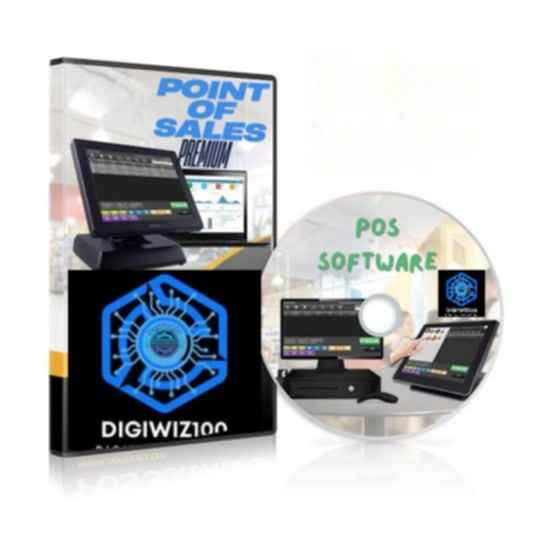 POINT
OF
SALES
PREMIUM
DIGIWIZ100
POS
SOFTWARE